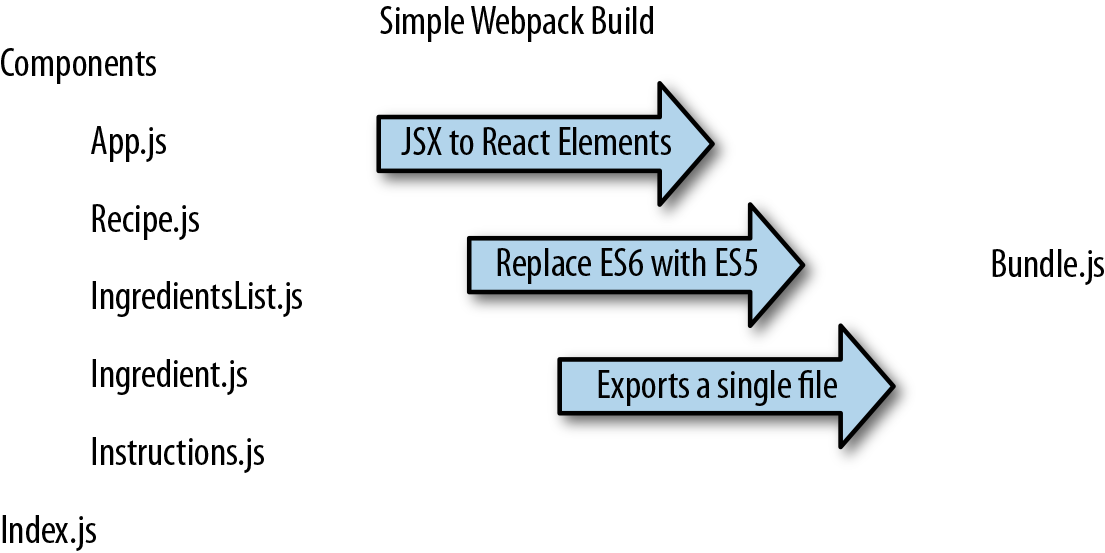 Simple Webpack Build
Components
App.js
Recipe.js
IngredientsList.js
Ingredient.js
Instructions.js
Index.js
JSX to React Elements
Replace ES6 with ES5
Exports a single file
Bundle.js